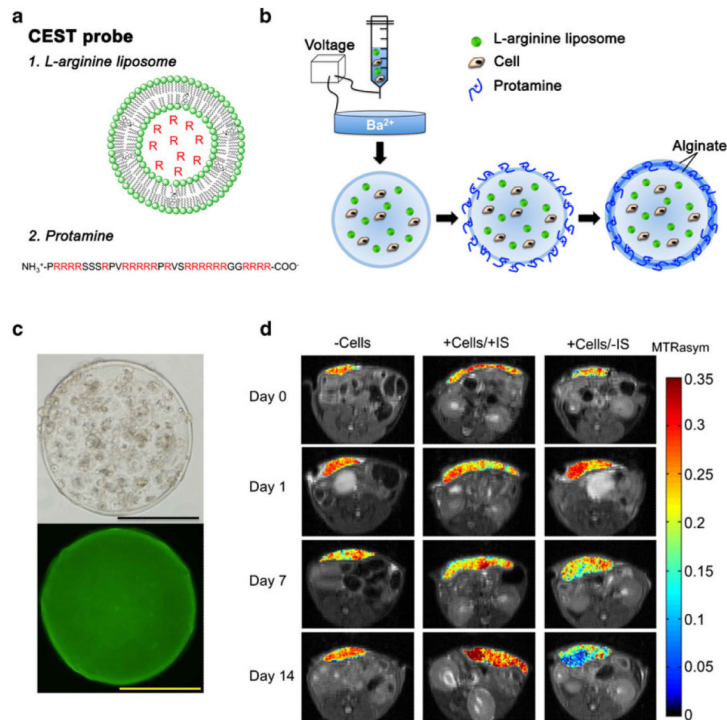 a
CEST probe
1. L-arginine liposome
R
R R
R R R
R R
R R
2. Protamine
NH₃⁺-PRRRRSSSRPVRRRRRPRVSRRRRRRGGRRRR-COO⁻
b
Voltage
Ba²⁺
L-arginine liposome
Cell
Protamine
Alginate
c
d
-Cells
+Cells/+IS
+Cells/-IS
MTRasym
Day 0
Day 1
Day 7
Day 14
0.35
0.3
0.25
0.2
0.15
0.1
0.05
0